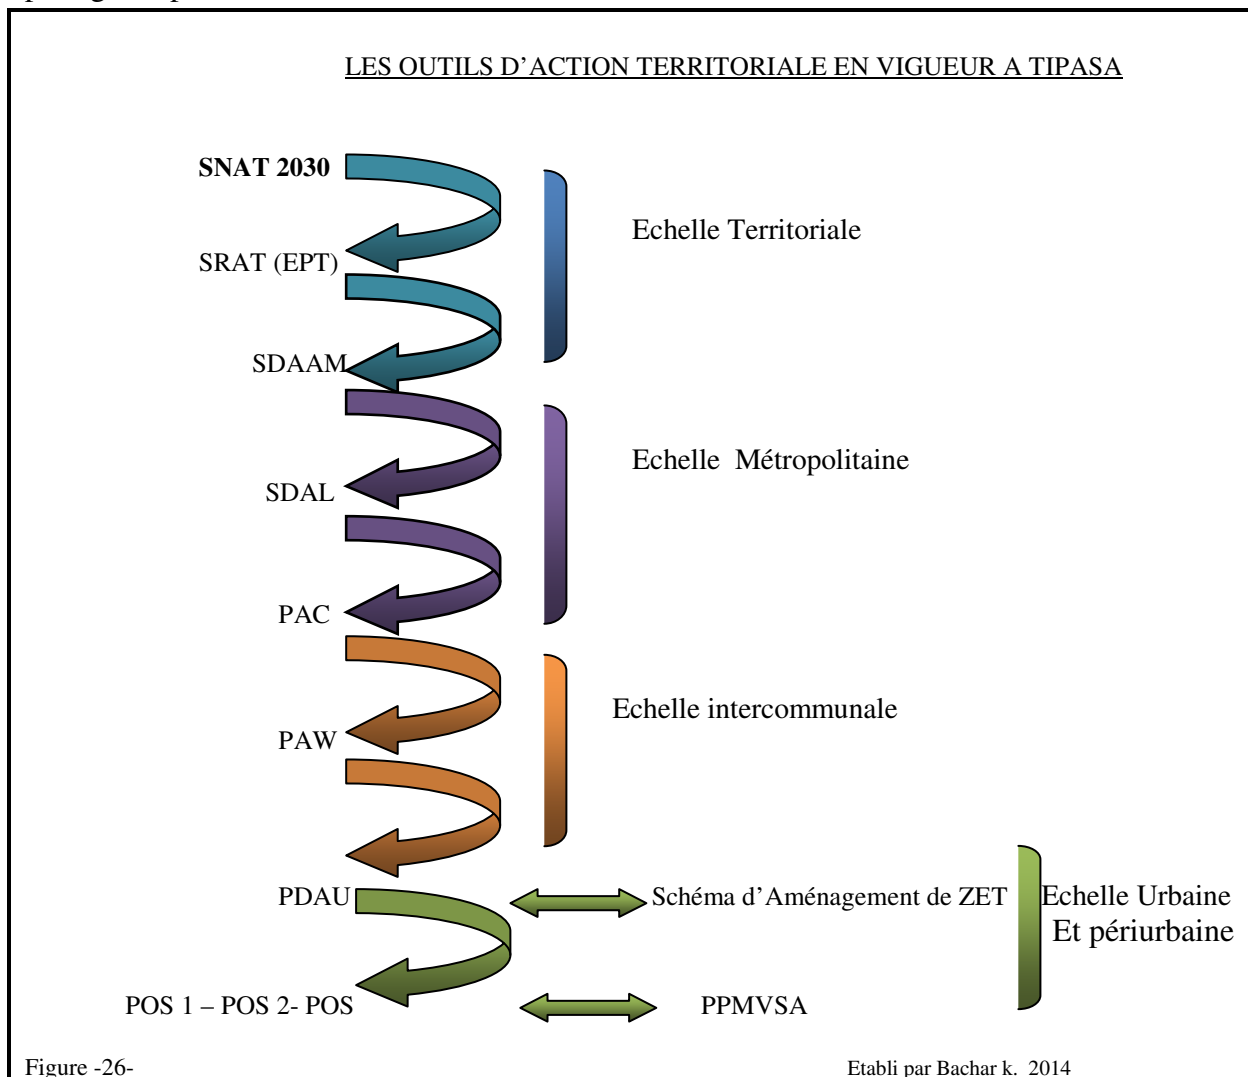 LES OUTILS D'ACTION TERRITORIALE EN VIGUEUR A TIPASA
SNAT 2030
Echelle Territoriale
SRAT (EPT)
SDAAM
Echelle Métropolitaine
SDAL
PAC
Echelle intercommunale
PAW
PDAU
Schéma d'Aménagement de ZET
Echelle Urbaine
Et périurbaine
POS 1 – POS 2- POS
PPMVSA
Figure -26-
Etabli par Bachar k. 2014